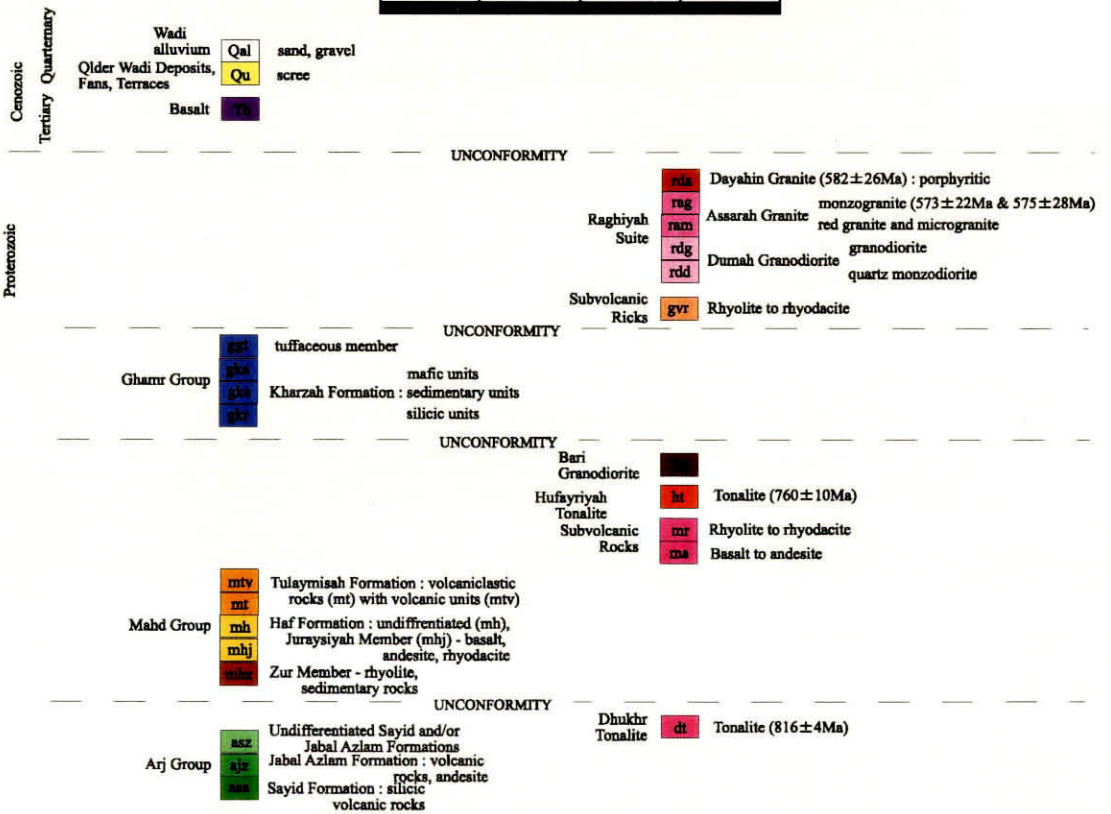 Cenozoic
Tertiary Quarternary
Wadi
alluvium Qal sand, gravel
Qlder Wadi Deposits,
Fans, Terraces Qu scree
Basalt Tb
UNCONFORMITY
Proterozoic
Raghiyah
Suite
rda Dayahin Granite (582±26Ma) : porphyritic
rag monzogranite (573±22Ma & 575±28Ma)
Assarah Granite
ram red granite and microgranite
rdg granodiorite
Dumah Granodiorite
rdd quartz monzodiorite
Subvolcanic
Ricks gvr Rhyolite to rhyodacite
UNCONFORMITY
Ghamr Group
ggt tuffaceous member
mafic units
Kharzah Formation : sedimentary units
silicic units
UNCONFORMITY
Bari
Granodiorite
Hufayriyah
Tonalite ht Tonalite (760±10Ma)
Subvolcanic
Rocks
mr Rhyolite to rhyodacite
ma Basalt to andesite
Mahd Group
mtv Tulaymisah Formation : volcaniclastic
mt rocks (mt) with volcanic units (mtv)
mh Haf Formation : undiffrentiated (mh),
mhj Juraysiyah Member (mhj) - basalt,
andesite, rhyodacite
mhz Zur Member - rhyolite,
sedimentary rocks
UNCONFORMITY
Dhukhr
Tonalite dt Tonalite (816±4Ma)
Arj Group
asz Undifferentiated Sayid and/or
Jabal Azlam Formations
ajz Jabal Azlam Formation : volcanic
rocks, andesite
asa Sayid Formation : silicic
volcanic rocks